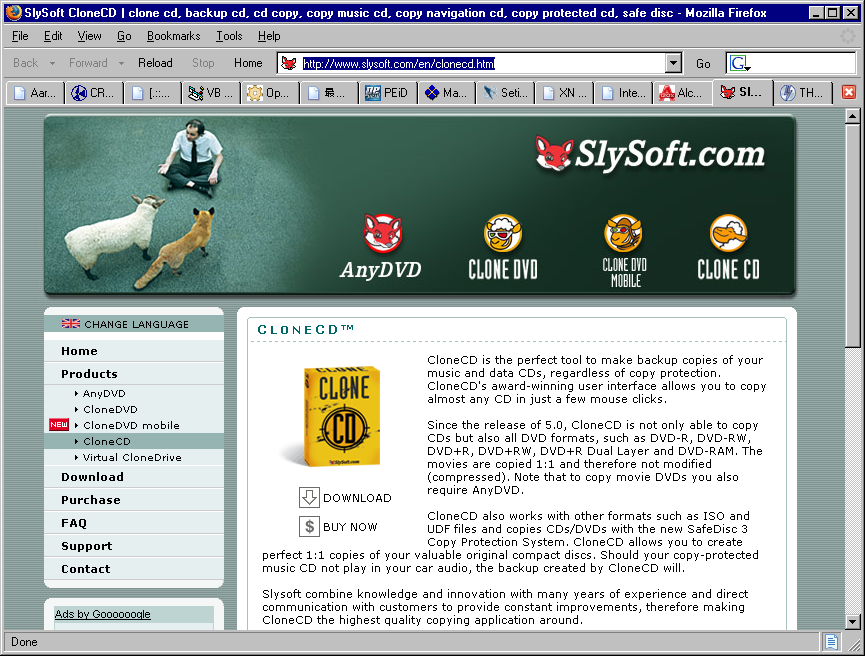 SlySoft CloneCD | clone cd, backup cd, cd copy, copy music cd, copy navigation cd, copy protected cd, safe disc - Mozilla Firefox
File Edit View Go Bookmarks Tools Help
Back Forward Reload Stop Home http://www.slysoft.com/en/clonecd.htm Go G
Aar... CR... [.::... VB ... Op... PEiD Ma... Seti... XN ... Inte... Alc... Sl... TH...
SlySoft.com
AnyDVD CLONE DVD CLONE DVD MOBILE CLONE CD
CHANGE LANGUAGE
Home
Products
AnyDVD
CloneDVD
NEW CloneDVD mobile
CloneCD
Virtual CloneDrive
Download
Purchase
FAQ
Support
Contact
Ads by Goooooogle
CLONECD™
CLONE
CD
SlySoft.com
DOWNLOAD
$ BUY NOW
CloneCD is the perfect tool to make backup copies of your
music and data CDs, regardless of copy protection.
CloneCD's award-winning user interface allows you to copy
almost any CD in just a few mouse clicks.
Since the release of 5.0, CloneCD is not only able to copy
CDs but also all DVD formats, such as DVD-R, DVD-RW,
DVD+R, DVD+RW, DVD+R Dual Layer and DVD-RAM. The
movies are copied 1:1 and therefore not modified
(compressed). Note that to copy movie DVDs you also
require AnyDVD.
CloneCD also works with other formats such as ISO and
UDF files and copies CDs/DVDs with the new SafeDisc 3
Copy Protection System. CloneCD allows you to create
perfect 1:1 copies of your valuable original compact discs. Should your copy-protected
music CD not play in your car audio, the backup created by CloneCD will.
Slysoft combine knowledge and innovation with many years of experience and direct
communication with customers to provide constant improvements, therefore making
CloneCD the highest quality copying application around.
Done